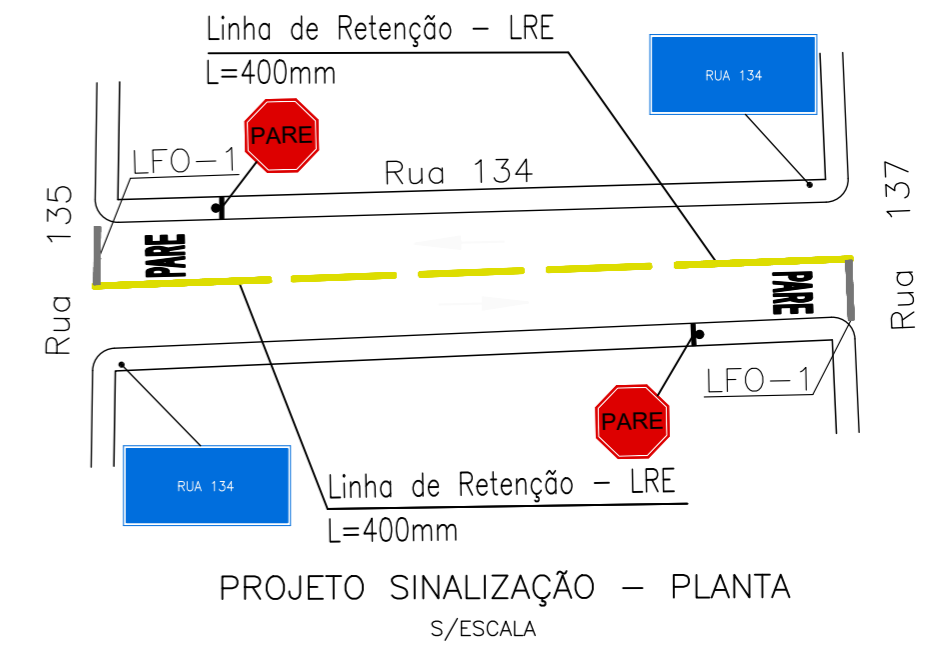 Linha de Retenção - LRE
L=400mm
RUA 134
PARE
LFO-1
Rua 134
Rua 135
Rua 137
PARE
PARE
PARE
LFO-1
RUA 134
Linha de Retenção - LRE
L=400mm
PROJETO SINALIZAÇÃO - PLANTA
S/ESCALA